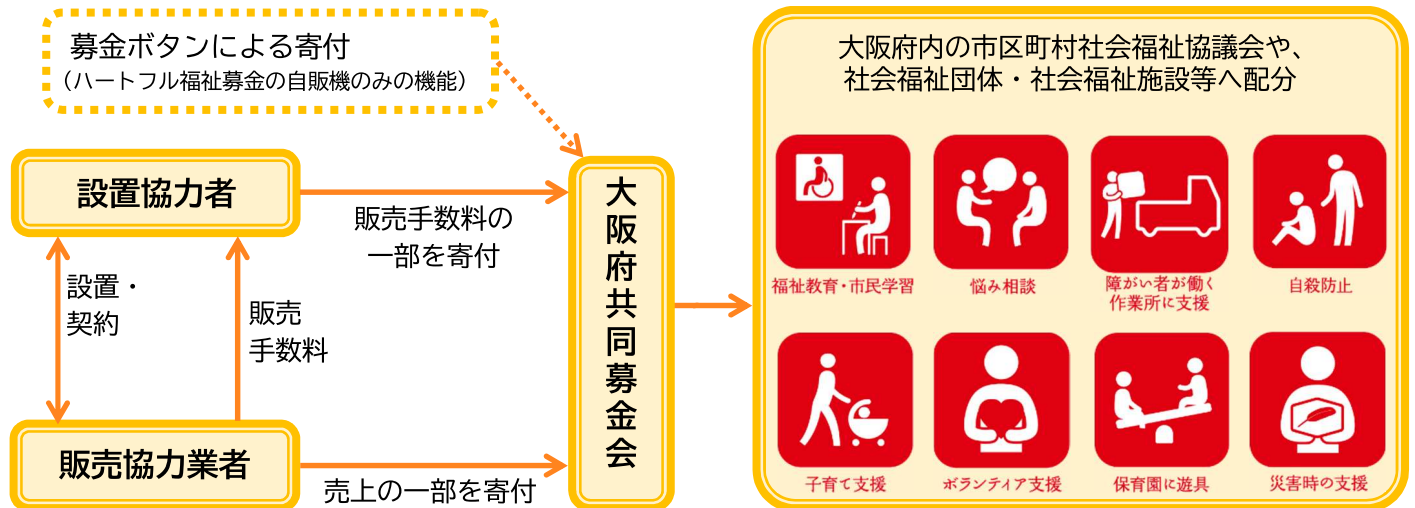 募金ボタンによる寄付
（ハートフル福祉募金の自販機のみの機能）
設置協力者
販売手数料の
一部を寄付
設置・
契約
販売
手数料
販売協力業者
売上の一部を寄付
大阪府共同募金会
大阪府内の市区町村社会福祉協議会や、
社会福祉団体・社会福祉施設等へ配分
福祉教育・市民学習
悩み相談
障がい者が働く
作業所に支援
自殺防止
子育て支援
ボランティア支援
保育園に遊具
災害時の支援